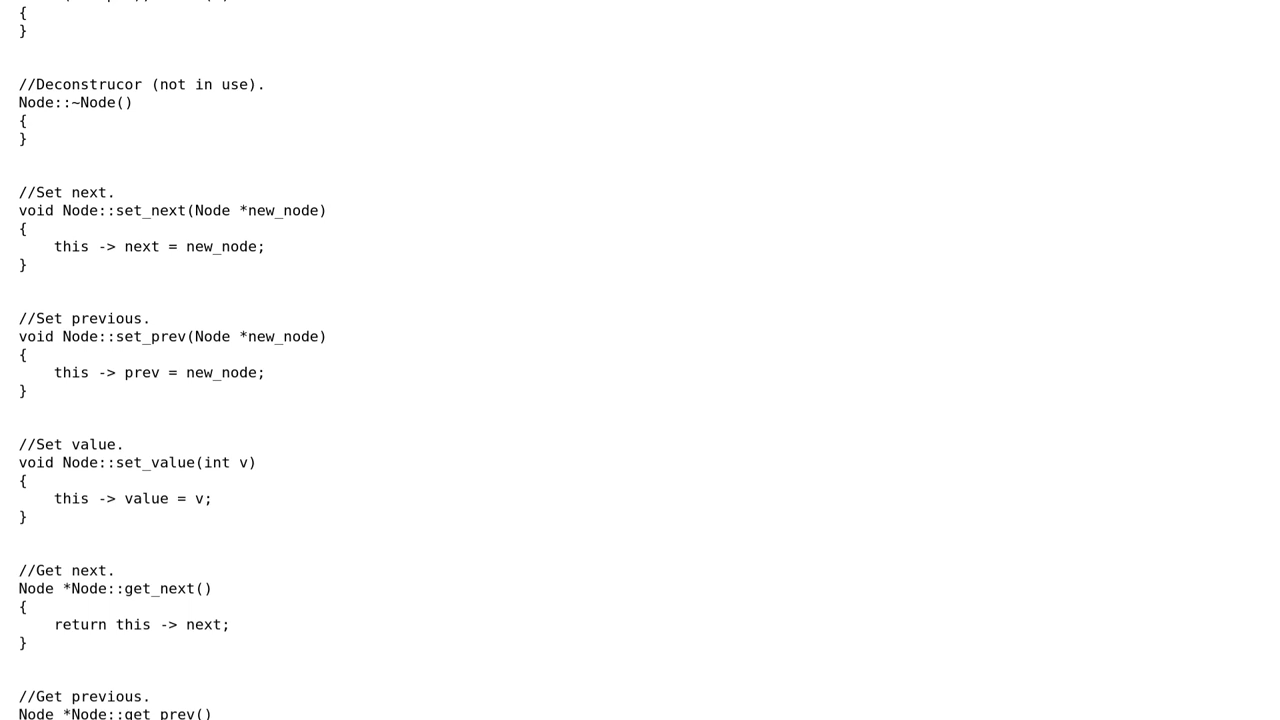 {
}
//Deconstrucor (not in use).
Node::~Node()
{
}
//Set next.
void Node::set_next(Node *new_node)
{
    this -> next = new_node;
}
//Set previous.
void Node::set_prev(Node *new_node)
{
    this -> prev = new_node;
}
//Set value.
void Node::set_value(int v)
{
    this -> value = v;
}
//Get next.
Node *Node::get_next()
{
    return this -> next;
}
//Get previous.
Node *Node::get_prev()